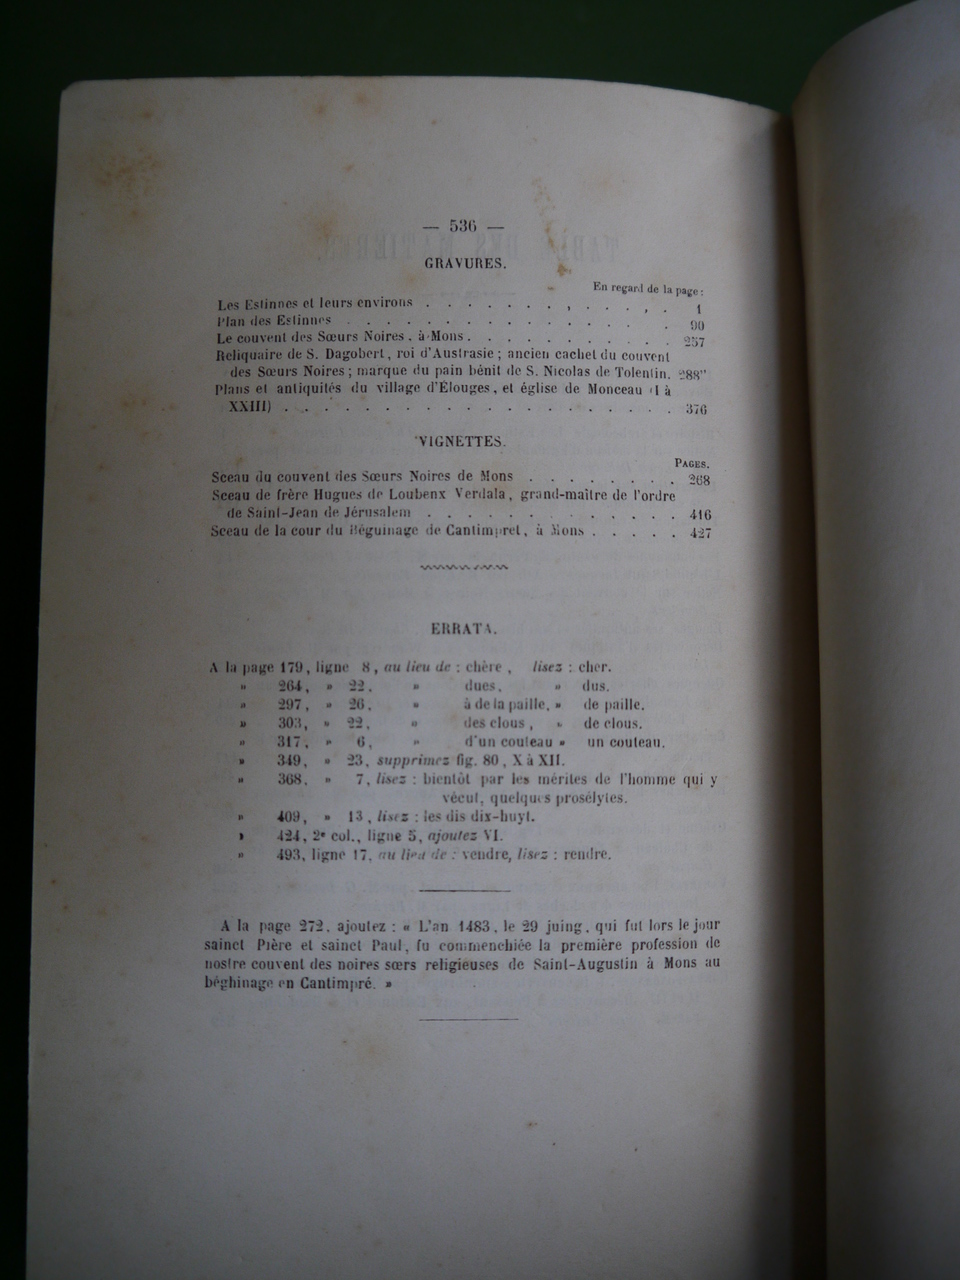 — 536 —
GRAVURES.
En regard de la page :
Les Estinnes et leurs environs . . . . . . . . . . . . . 1
Plan des Estinnes . . . . . . . . . . . . . . . . 90
Le couvent des Sœurs Noires, à Mons. . . . . . . . . . . 257
Reliquaire de S. Dagobert, roi d'Austrasie ; ancien cachet du couvent
des Sœurs Noires ; marque du pain bénit de S. Nicolas de Tolentin. 288"
Plans et antiquités du village d'Élouges, et église de Monceau (I à
XXIII) . . . . . . . . . . . . . . . . . . . . 376
VIGNETTES.
PAGES.
Sceau du couvent des Sœurs Noires de Mons . . . . . . . . 268
Sceau de frère Hugues de Loubenx Verdala, grand-maître de l'ordre
de Saint-Jean de Jérusalem . . . . . . . . . . . . . 416
Sceau de la cour du Béguinage de Cantimpret, à Mons . . . . . 427
ERRATA.
A la page 179, ligne 8, au lieu de : chère, lisez : cher.
» 264, » 22, » dues, » dus.
» 297, » 26, » à de la paille, » de paille.
» 303, » 22, » des clous, » de clous.
» 317, » 6, » d'un couteau » un couteau.
» 349, » 23, supprimez fig. 80, X à XII.
» 368, » 7, lisez : bientôt par les mérites de l'homme qui y
vécut, quelques prosélytes.
» 409, » 13, lisez : les dis dix-huyt.
» 424, 2e col., ligne 5, ajoutez VI.
» 493, ligne 17, au lieu de : vendre, lisez : rendre.
A la page 272, ajoutez : « L'an 1483, le 29 juing, qui fut lors le jour
sainct Pière et sainct Paul, fu commenchiée la première profession de
nostre couvent des noires sœrs religieuses de Saint-Augustin à Mons au
béghinage en Cantimpré. »